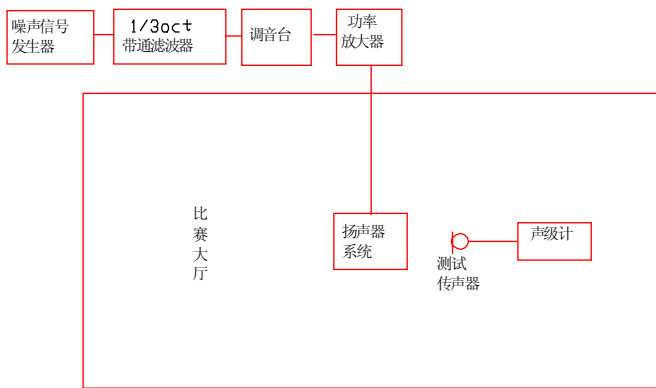 噪声信号
发生器
1/3oct
带通滤波器
调音台
功率
放大器
比
赛
大
厅
扬声器
系统
测试
传声器
声级计